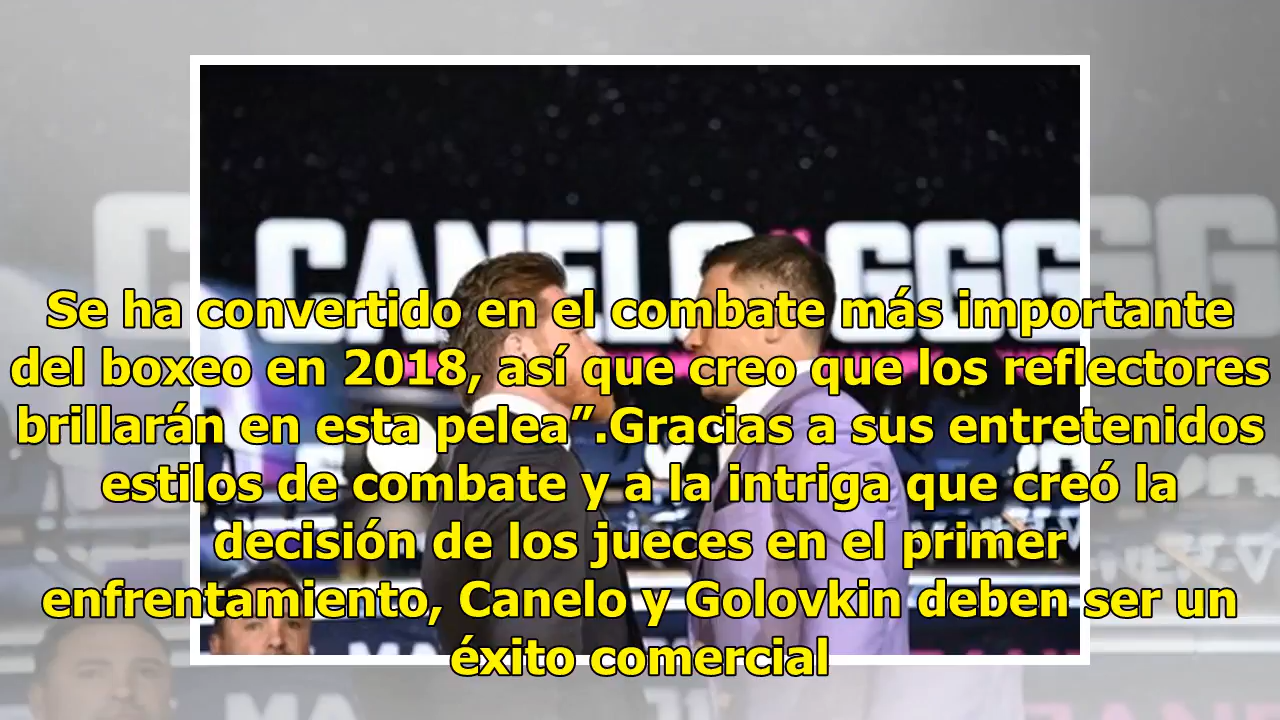 CANELO GGG
Se ha convertido en el combate más importante
del boxeo en 2018, así que creo que los reflectores
brillarán en esta pelea”.Gracias a sus entretenidos
estilos de combate y a la intriga que creó la
decisión de los jueces en el primer
enfrentamiento, Canelo y Golovkin deben ser un
éxito comercial